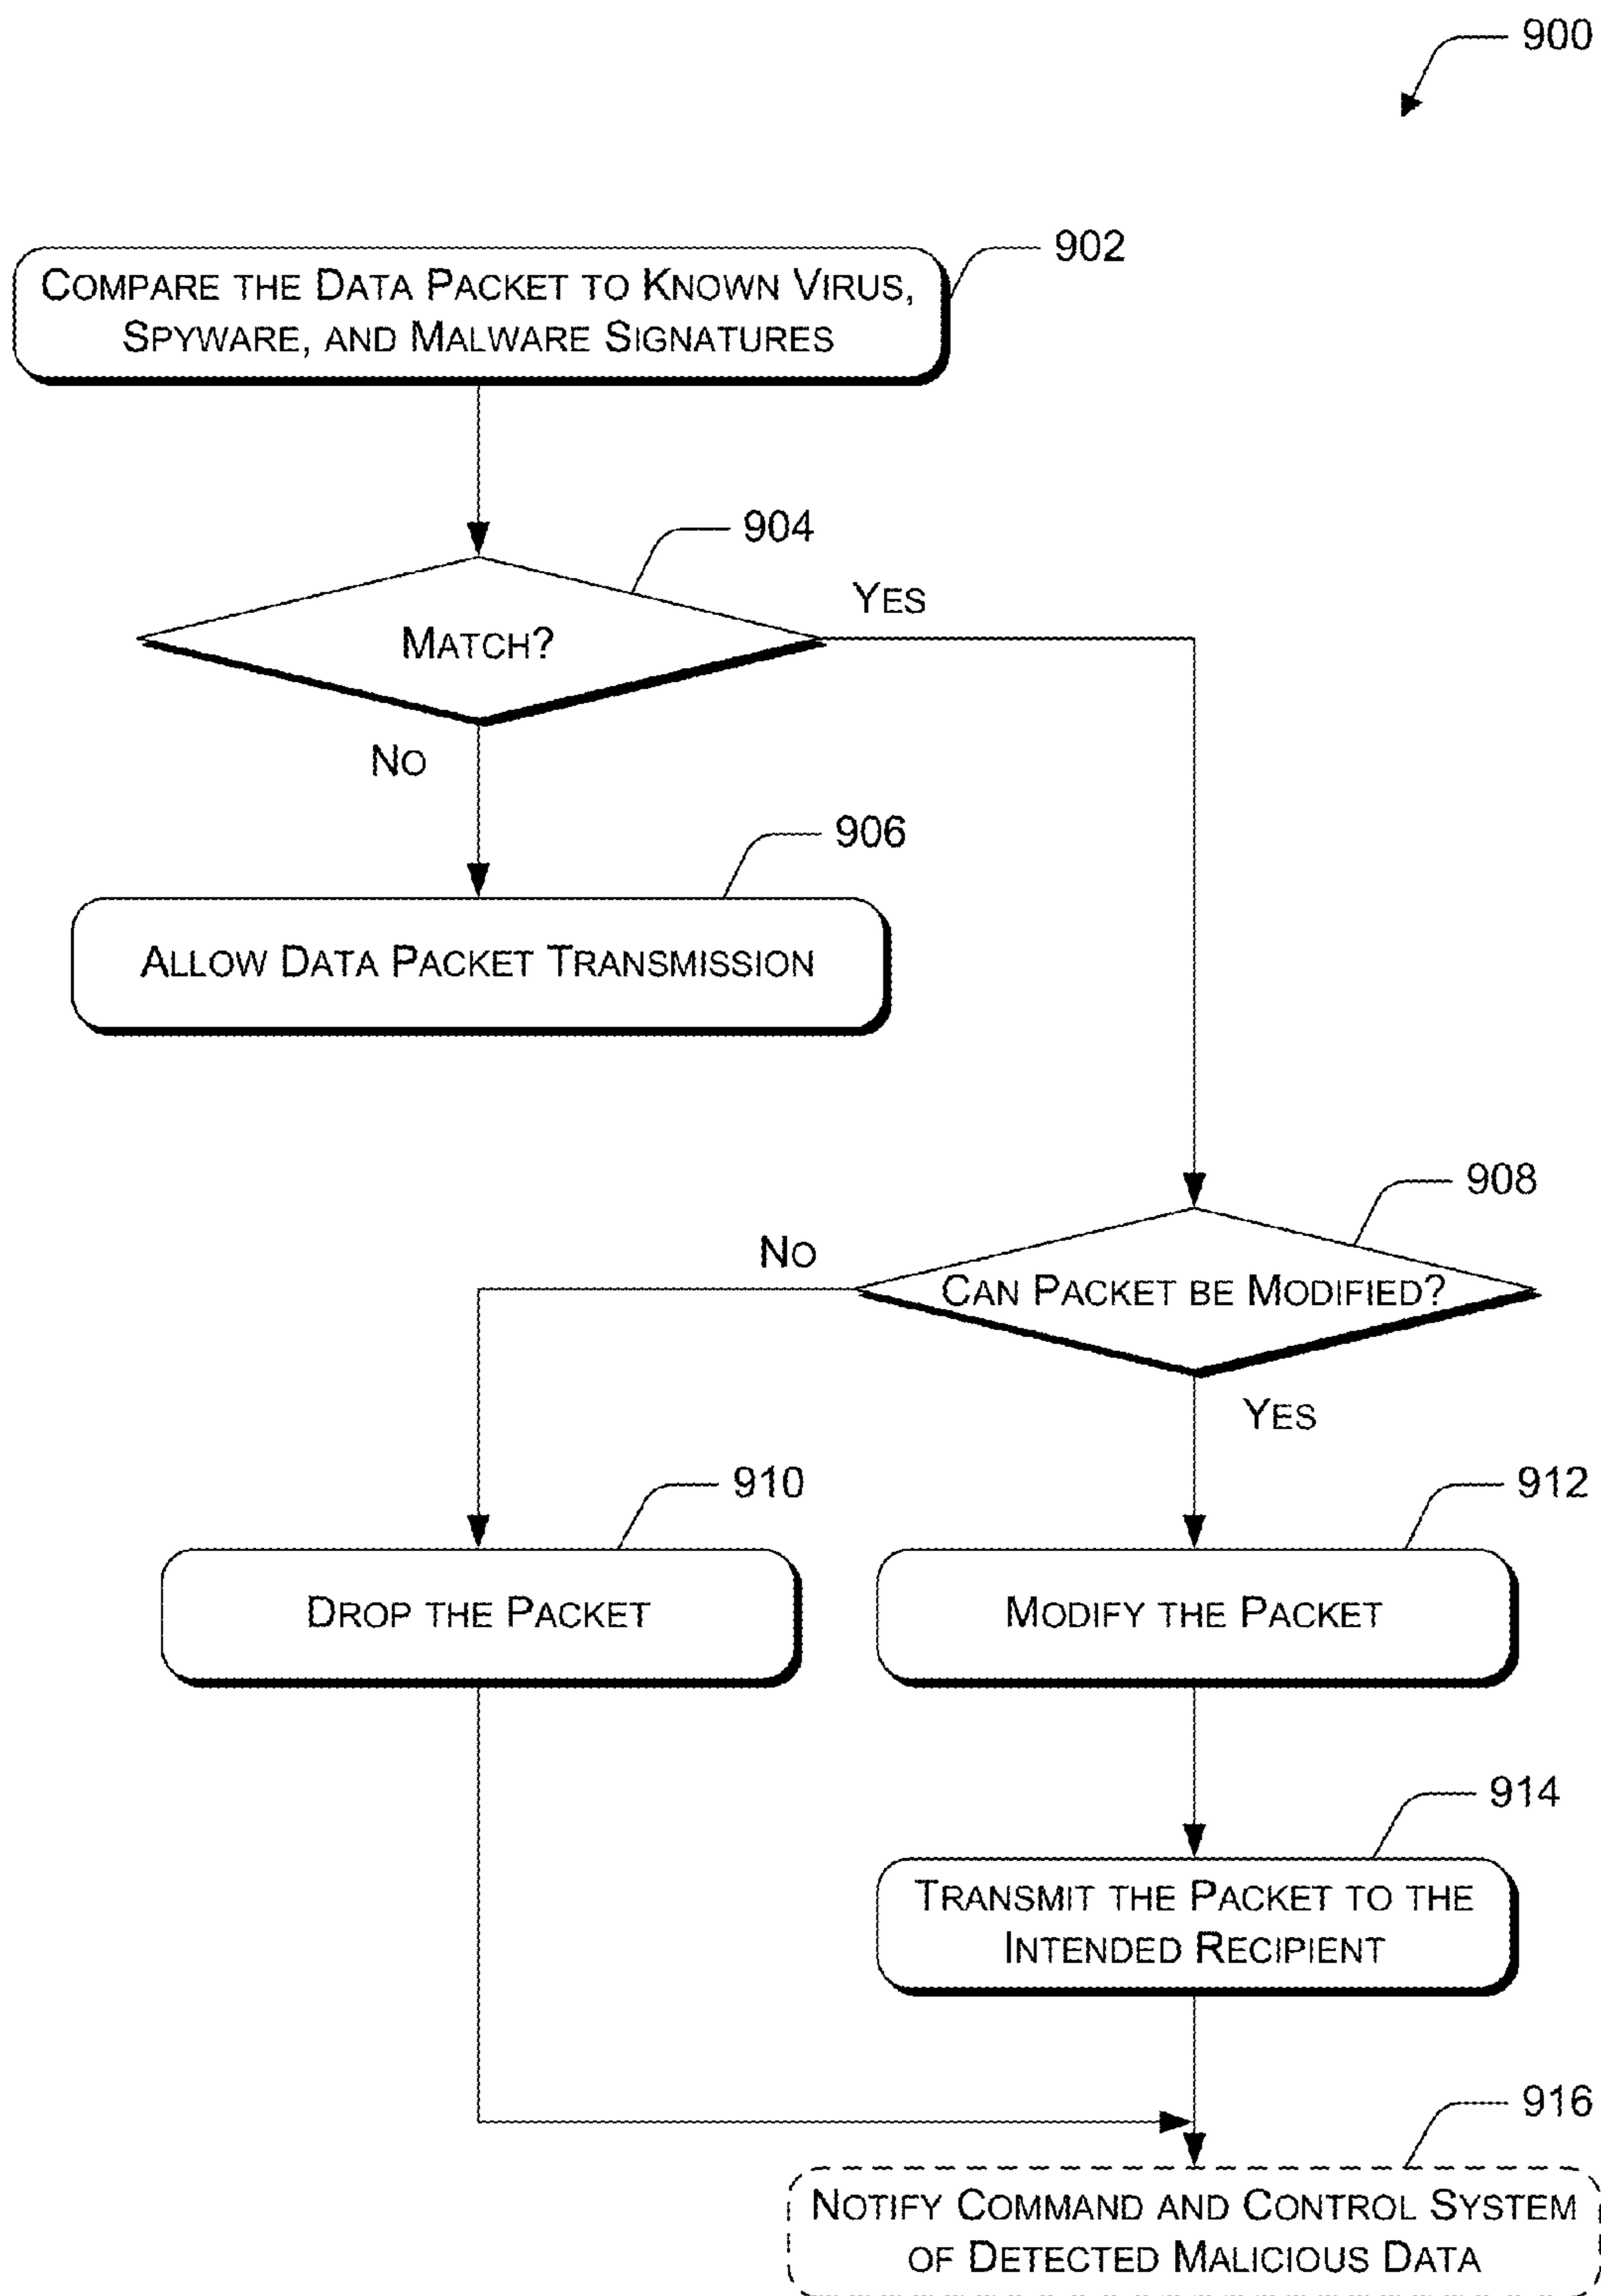 900
902
Compare the Data Packet to Known Virus,
Spyware, and Malware Signatures
904
Yes
Match?
No
906
Allow Data Packet Transmission
908
No
Can Packet be Modified?
Yes
910
912
Drop the Packet
Modify the Packet
914
Transmit the Packet to the
Intended Recipient
916
Notify Command and Control System
of Detected Malicious Data